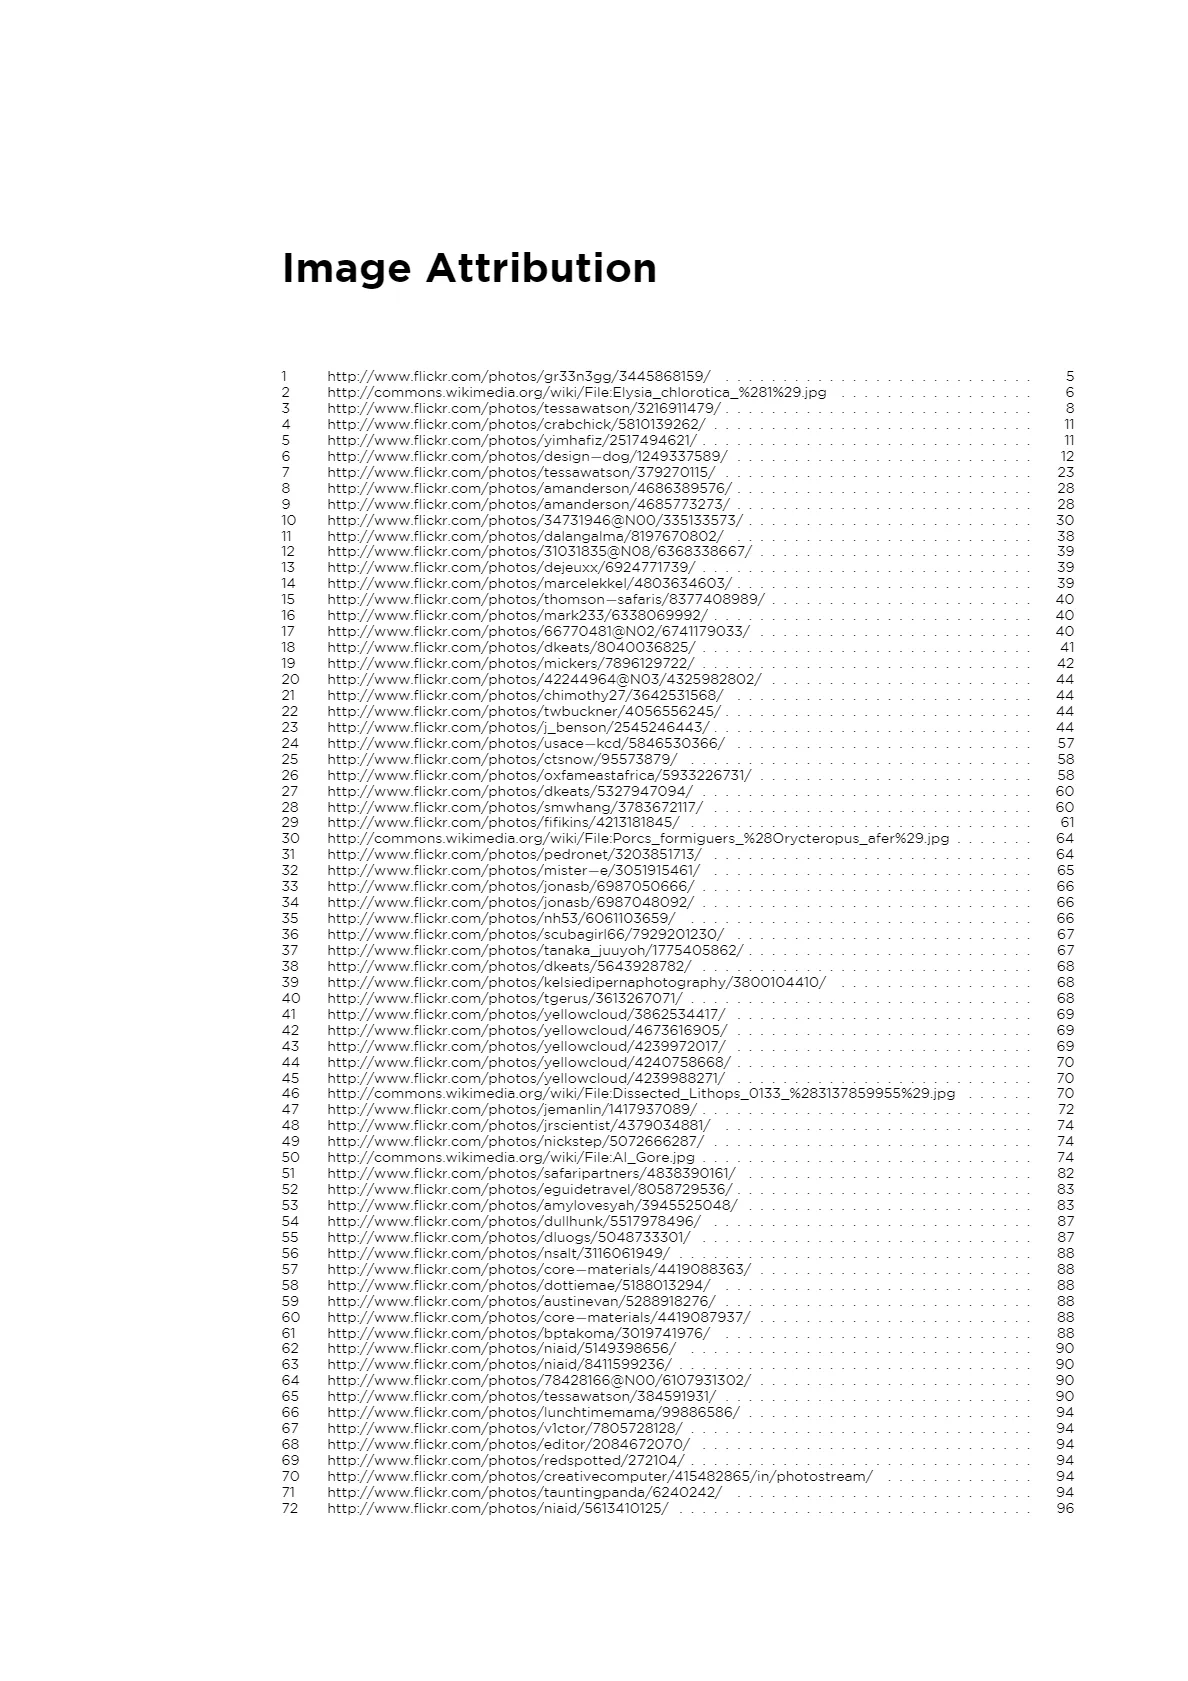 Image Attribution
1 http://www.flickr.com/photos/gr33n3gg/3445868159/ . . . . . . . . . . . . . . . . . . . . . . . . . . . 5
2 http://commons.wikimedia.org/wiki/File:Elysia_chlorotica_%281%29.jpg . . . . . . . . . . . . . . . . . 6
3 http://www.flickr.com/photos/tessawatson/3216911479/ . . . . . . . . . . . . . . . . . . . . . . . . . . . 8
4 http://www.flickr.com/photos/crabchick/5810139262/ . . . . . . . . . . . . . . . . . . . . . . . . . . . . 11
5 http://www.flickr.com/photos/yimhafiz/2517494621/ . . . . . . . . . . . . . . . . . . . . . . . . . . . . . 11
6 http://www.flickr.com/photos/design-dog/1249337589/ . . . . . . . . . . . . . . . . . . . . . . . . . . 12
7 http://www.flickr.com/photos/tessawatson/379270115/ . . . . . . . . . . . . . . . . . . . . . . . . . . . 23
8 http://www.flickr.com/photos/amanderson/4686389576/ . . . . . . . . . . . . . . . . . . . . . . . . . . 28
9 http://www.flickr.com/photos/amanderson/4685773273/ . . . . . . . . . . . . . . . . . . . . . . . . . . 28
10 http://www.flickr.com/photos/34731946@N00/335133573/ . . . . . . . . . . . . . . . . . . . . . . . . . 30
11 http://www.flickr.com/photos/dalangalma/8197670802/ . . . . . . . . . . . . . . . . . . . . . . . . . . 38
12 http://www.flickr.com/photos/31031835@N08/6368338667/ . . . . . . . . . . . . . . . . . . . . . . . . 39
13 http://www.flickr.com/photos/dejeuxx/6924771739/ . . . . . . . . . . . . . . . . . . . . . . . . . . . . . 39
14 http://www.flickr.com/photos/marcelekkel/4803634603/ . . . . . . . . . . . . . . . . . . . . . . . . . . 39
15 http://www.flickr.com/photos/thomson-safaris/8377408989/ . . . . . . . . . . . . . . . . . . . . . . . 40
16 http://www.flickr.com/photos/mark233/6338069992/ . . . . . . . . . . . . . . . . . . . . . . . . . . . . 40
17 http://www.flickr.com/photos/66770481@N02/6741179033/ . . . . . . . . . . . . . . . . . . . . . . . . 40
18 http://www.flickr.com/photos/dkeats/8040036825/ . . . . . . . . . . . . . . . . . . . . . . . . . . . . . 41
19 http://www.flickr.com/photos/mickers/7896129722/ . . . . . . . . . . . . . . . . . . . . . . . . . . . . . 42
20 http://www.flickr.com/photos/42244964@N03/4325982802/ . . . . . . . . . . . . . . . . . . . . . . . 44
21 http://www.flickr.com/photos/chimothy27/3642531568/ . . . . . . . . . . . . . . . . . . . . . . . . . . 44
22 http://www.flickr.com/photos/twbuckner/4056556245/ . . . . . . . . . . . . . . . . . . . . . . . . . . . 44
23 http://www.flickr.com/photos/j_benson/2545246443/ . . . . . . . . . . . . . . . . . . . . . . . . . . . . 44
24 http://www.flickr.com/photos/usace-kcd/5846530366/ . . . . . . . . . . . . . . . . . . . . . . . . . . 57
25 http://www.flickr.com/photos/ctsnow/95573879/ . . . . . . . . . . . . . . . . . . . . . . . . . . . . . . 58
26 http://www.flickr.com/photos/oxfameastafrica/5933226731/ . . . . . . . . . . . . . . . . . . . . . . . . 58
27 http://www.flickr.com/photos/dkeats/5327947094/ . . . . . . . . . . . . . . . . . . . . . . . . . . . . . 60
28 http://www.flickr.com/photos/smwhang/3783672117/ . . . . . . . . . . . . . . . . . . . . . . . . . . . . 60
29 http://www.flickr.com/photos/fifikins/4213181845/ . . . . . . . . . . . . . . . . . . . . . . . . . . . . . . 61
30 http://commons.wikimedia.org/wiki/File:Porcs_formiguers_%28Orycteropus_afer%29.jpg . . . . . . . 64
31 http://www.flickr.com/photos/pedronet/3203851713/ . . . . . . . . . . . . . . . . . . . . . . . . . . . . 64
32 http://www.flickr.com/photos/mister-e/3051915461/ . . . . . . . . . . . . . . . . . . . . . . . . . . . . 65
33 http://www.flickr.com/photos/jonasb/6987050666/ . . . . . . . . . . . . . . . . . . . . . . . . . . . . . 66
34 http://www.flickr.com/photos/jonasb/6987048092/ . . . . . . . . . . . . . . . . . . . . . . . . . . . . . 66
35 http://www.flickr.com/photos/nh53/6061103659/ . . . . . . . . . . . . . . . . . . . . . . . . . . . . . . 66
36 http://www.flickr.com/photos/scubagirl66/7929201230/ . . . . . . . . . . . . . . . . . . . . . . . . . . 67
37 http://www.flickr.com/photos/tanaka_juuyoh/1775405862/ . . . . . . . . . . . . . . . . . . . . . . . . . 67
38 http://www.flickr.com/photos/dkeats/5643928782/ . . . . . . . . . . . . . . . . . . . . . . . . . . . . . 68
39 http://www.flickr.com/photos/kelsiedipernaphotography/3800104410/ . . . . . . . . . . . . . . . . . 68
40 http://www.flickr.com/photos/tgerus/3613267071/ . . . . . . . . . . . . . . . . . . . . . . . . . . . . . . 68
41 http://www.flickr.com/photos/yellowcloud/3862534417/ . . . . . . . . . . . . . . . . . . . . . . . . . . 69
42 http://www.flickr.com/photos/yellowcloud/4673616905/ . . . . . . . . . . . . . . . . . . . . . . . . . . 69
43 http://www.flickr.com/photos/yellowcloud/4239972017/ . . . . . . . . . . . . . . . . . . . . . . . . . . 69
44 http://www.flickr.com/photos/yellowcloud/4240758668/ . . . . . . . . . . . . . . . . . . . . . . . . . . 70
45 http://www.flickr.com/photos/yellowcloud/4239988271/ . . . . . . . . . . . . . . . . . . . . . . . . . . 70
46 http://commons.wikimedia.org/wiki/File:Dissected_Lithops_0133_%283137859955%29.jpg . . . . . . 70
47 http://www.flickr.com/photos/jemanlin/1417937089/ . . . . . . . . . . . . . . . . . . . . . . . . . . . . . 72
48 http://www.flickr.com/photos/jrscientist/4379034881/ . . . . . . . . . . . . . . . . . . . . . . . . . . . 74
49 http://www.flickr.com/photos/nickstep/5072666287/ . . . . . . . . . . . . . . . . . . . . . . . . . . . . 74
50 http://commons.wikimedia.org/wiki/File:Al_Gore.jpg . . . . . . . . . . . . . . . . . . . . . . . . . . . . . 74
51 http://www.flickr.com/photos/safaripartners/4838390161/ . . . . . . . . . . . . . . . . . . . . . . . . . 82
52 http://www.flickr.com/photos/eguidetravel/8058729536/ . . . . . . . . . . . . . . . . . . . . . . . . . . 83
53 http://www.flickr.com/photos/amylovesyah/3945525048/ . . . . . . . . . . . . . . . . . . . . . . . . . 83
54 http://www.flickr.com/photos/dullhunk/5517978496/ . . . . . . . . . . . . . . . . . . . . . . . . . . . . 87
55 http://www.flickr.com/photos/dluogs/5048733301/ . . . . . . . . . . . . . . . . . . . . . . . . . . . . . 87
56 http://www.flickr.com/photos/nsalt/3116061949/ . . . . . . . . . . . . . . . . . . . . . . . . . . . . . . . 88
57 http://www.flickr.com/photos/core-materials/4419088363/ . . . . . . . . . . . . . . . . . . . . . . . . 88
58 http://www.flickr.com/photos/dottiemae/5188013294/ . . . . . . . . . . . . . . . . . . . . . . . . . . . 88
59 http://www.flickr.com/photos/austinevan/5288918276/ . . . . . . . . . . . . . . . . . . . . . . . . . . . 88
60 http://www.flickr.com/photos/core-materials/4419087937/ . . . . . . . . . . . . . . . . . . . . . . . . 88
61 http://www.flickr.com/photos/bptakoma/3019741976/ . . . . . . . . . . . . . . . . . . . . . . . . . . . 88
62 http://www.flickr.com/photos/niaid/5149398656/ . . . . . . . . . . . . . . . . . . . . . . . . . . . . . . 90
63 http://www.flickr.com/photos/niaid/8411599236/ . . . . . . . . . . . . . . . . . . . . . . . . . . . . . . . 90
64 http://www.flickr.com/photos/78428166@N00/6107931302/ . . . . . . . . . . . . . . . . . . . . . . . . 90
65 http://www.flickr.com/photos/tessawatson/384591931/ . . . . . . . . . . . . . . . . . . . . . . . . . . . 90
66 http://www.flickr.com/photos/lunchtimemama/99886586/ . . . . . . . . . . . . . . . . . . . . . . . . . 94
67 http://www.flickr.com/photos/v1ctor/7805728128/ . . . . . . . . . . . . . . . . . . . . . . . . . . . . . . 94
68 http://www.flickr.com/photos/editor/2084672070/ . . . . . . . . . . . . . . . . . . . . . . . . . . . . . 94
69 http://www.flickr.com/photos/redspotted/272104/ . . . . . . . . . . . . . . . . . . . . . . . . . . . . . . 94
70 http://www.flickr.com/photos/creativecomputer/415482865/in/photostream/ . . . . . . . . . . . . . 94
71 http://www.flickr.com/photos/tauntingpanda/6240242/ . . . . . . . . . . . . . . . . . . . . . . . . . . 94
72 http://www.flickr.com/photos/niaid/5613410125/ . . . . . . . . . . . . . . . . . . . . . . . . . . . . . . . 96